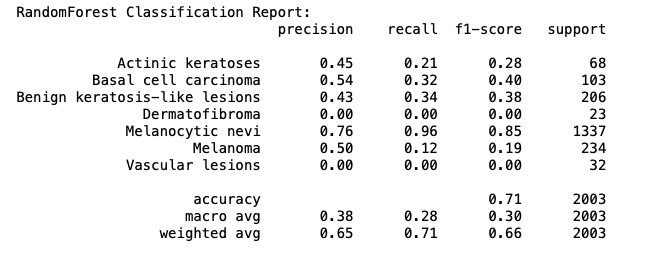 RandomForest Classification Report:
precision recall f1-score support
Actinic keratoses 0.45 0.21 0.28 68
Basal cell carcinoma 0.54 0.32 0.40 103
Benign keratosis-like lesions 0.43 0.34 0.38 206
Dermatofibroma 0.00 0.00 0.00 23
Melanocytic nevi 0.76 0.96 0.85 1337
Melanoma 0.50 0.12 0.19 234
Vascular lesions 0.00 0.00 0.00 32
accuracy 0.71 2003
macro avg 0.38 0.28 0.30 2003
weighted avg 0.65 0.71 0.66 2003